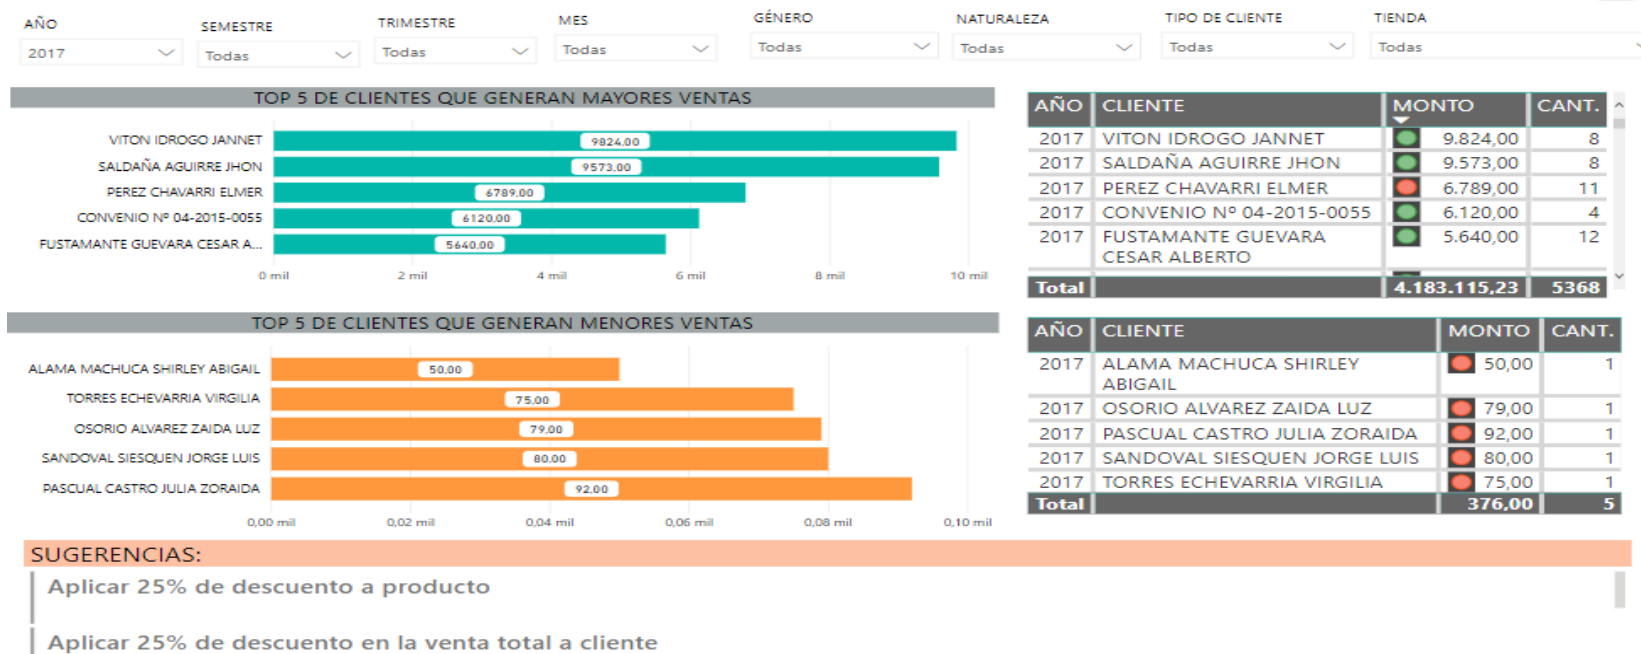 AÑO SEMESTRE TRIMESTRE MES GÉNERO NATURALEZA TIPO DE CLIENTE TIENDA
2017 Todas Todas Todas Todas Todas Todas Todas
TOP 5 DE CLIENTES QUE GENERAN MAYORES VENTAS
VITON IDROGO JANNET 9824,00
SALDAÑA AGUIRRE JHON 9573,00
PEREZ CHAVARRI ELMER 6789,00
CONVENIO Nº 04-2015-0055 6120,00
FUSTAMANTE GUEVARA CESAR A... 5640,00
0 mil 2 mil 4 mil 6 mil 8 mil 10 mil
AÑO CLIENTE MONTO CANT.
2017 VITON IDROGO JANNET 9.824,00 8
2017 SALDAÑA AGUIRRE JHON 9.573,00 8
2017 PEREZ CHAVARRI ELMER 6.789,00 11
2017 CONVENIO Nº 04-2015-0055 6.120,00 4
2017 FUSTAMANTE GUEVARA 5.640,00 12
CESAR ALBERTO
Total 4.183.115,23 5368
TOP 5 DE CLIENTES QUE GENERAN MENORES VENTAS
ALAMA MACHUCA SHIRLEY ABIGAIL 50,00
TORRES ECHEVARRIA VIRGILIA 75,00
OSORIO ALVAREZ ZAIDA LUZ 79,00
SANDOVAL SIESQUEN JORGE LUIS 80,00
PASCUAL CASTRO JULIA ZORAIDA 92,00
0,00 mil 0,02 mil 0,04 mil 0,06 mil 0,08 mil 0,10 mil
AÑO CLIENTE MONTO CANT.
2017 ALAMA MACHUCA SHIRLEY 50,00 1
ABIGAIL
2017 OSORIO ALVAREZ ZAIDA LUZ 79,00 1
2017 PASCUAL CASTRO JULIA ZORAIDA 92,00 1
2017 SANDOVAL SIESQUEN JORGE LUIS 80,00 1
2017 TORRES ECHEVARRIA VIRGILIA 75,00 1
Total 376,00 5
SUGERENCIAS:
Aplicar 25% de descuento a producto
Aplicar 25% de descuento en la venta total a cliente